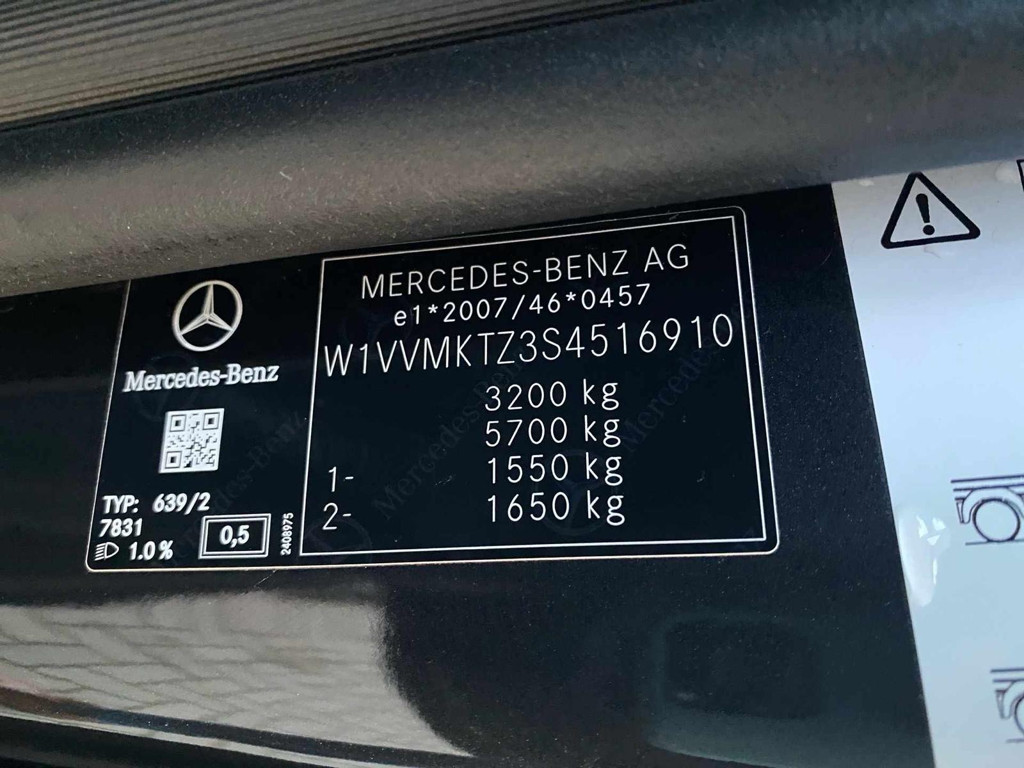 Mercedes-Benz
TYP: 639/2
7831
1.0 %
0,5
2408975
MERCEDES-BENZ AG
e1*2007/46*0457
W1VVMKTZ3S4516910
3200 kg
5700 kg
1- 1550 kg
2- 1650 kg